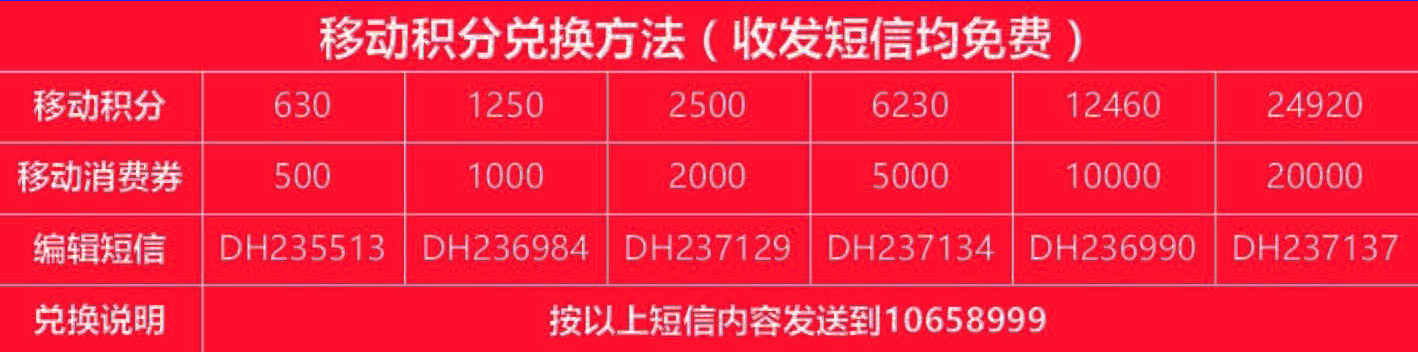 移动积分兑换方法（收发短信均免费）
移动积分 630 1250 2500 6230 12460 24920
移动消费券 500 1000 2000 5000 10000 20000
编辑短信 DH235513 DH236984 DH237129 DH237134 DH236990 DH237137
兑换说明 按以上短信内容发送到10658999